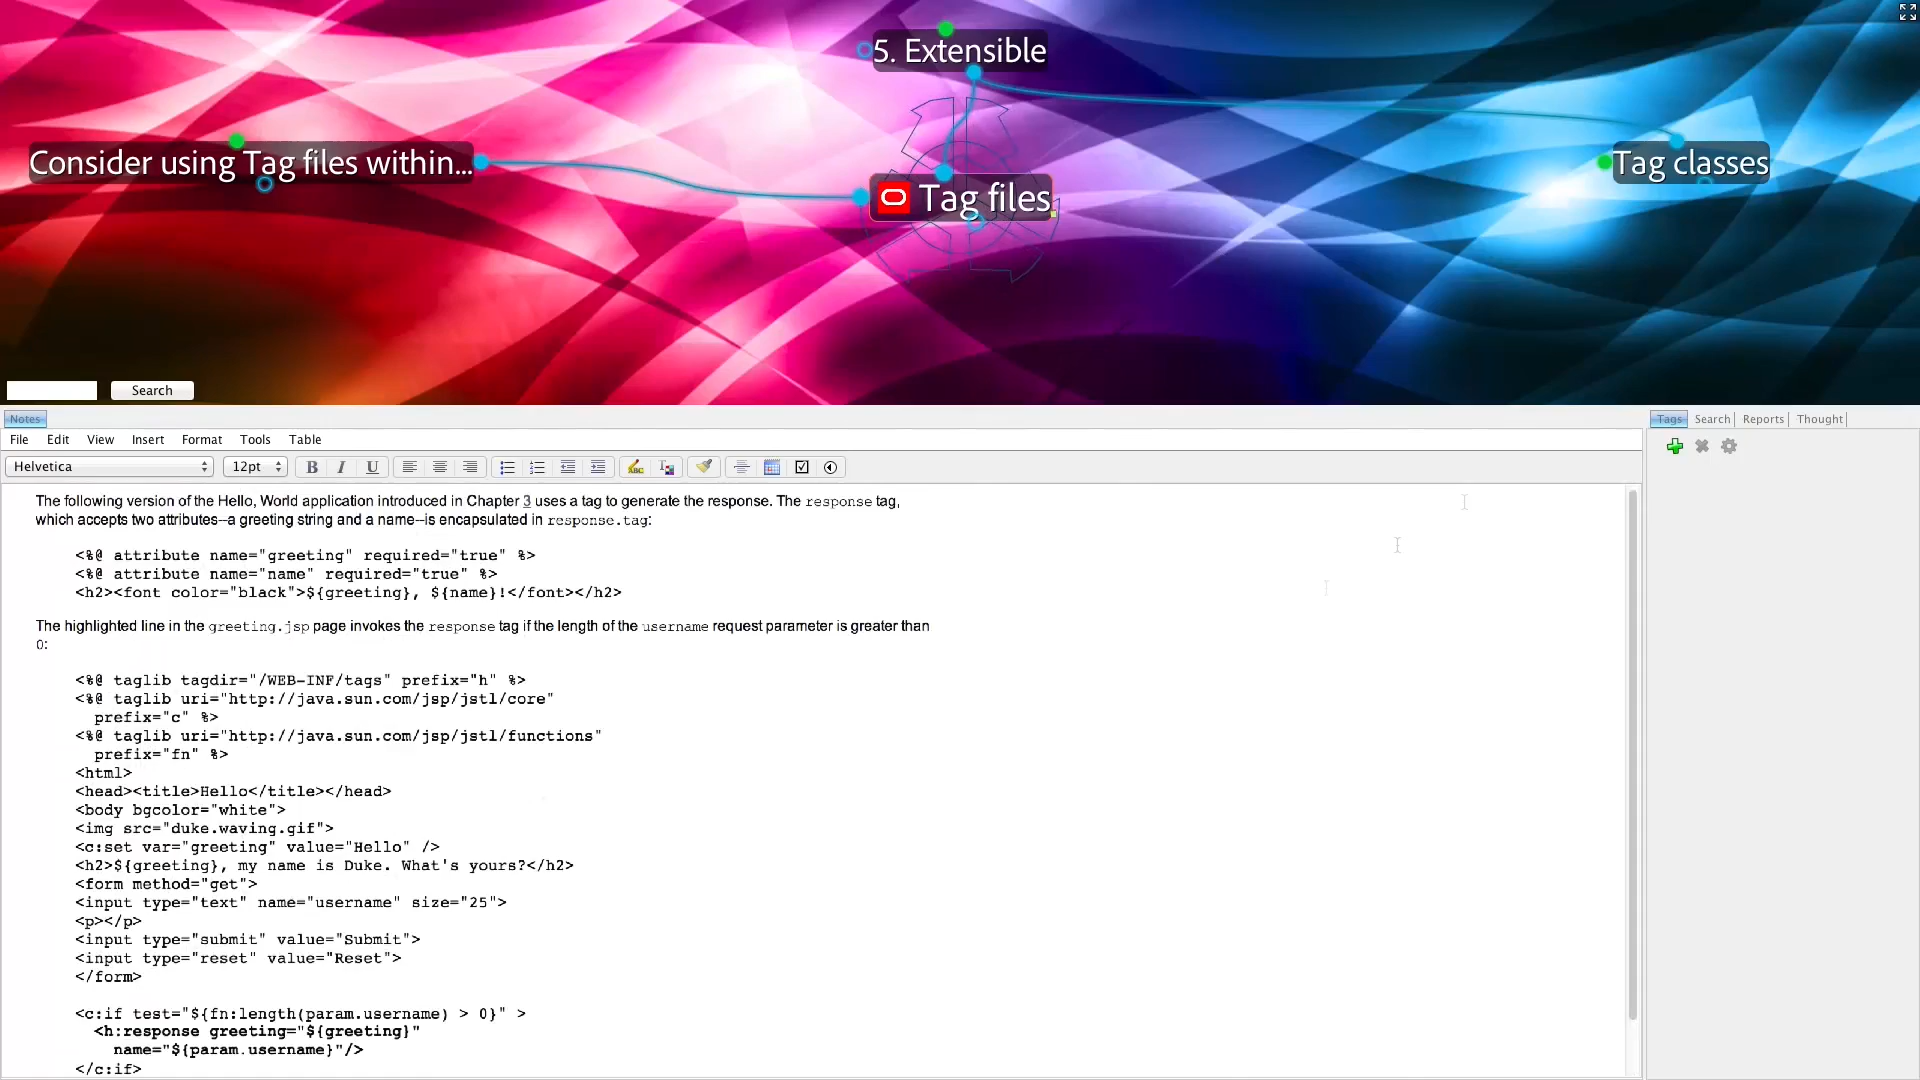 5. Extensible
Consider using Tag files within...
Tag classes
Tag files
Search
Notes
Tags Search Reports Thought
File Edit View Insert Format Tools Table
Helvetica 12pt B I U ABC T
The following version of the Hello, World application introduced in Chapter 3 uses a tag to generate the response. The response tag,
which accepts two attributes--a greeting string and a name--is encapsulated in response.tag:
<%@ attribute name="greeting" required="true" %>
<%@ attribute name="name" required="true" %>
<h2><font color="black">${greeting}, ${name}!</font></h2>
The highlighted line in the greeting.jsp page invokes the response tag if the length of the username request parameter is greater than
0:
<%@ taglib tagdir="/WEB-INF/tags" prefix="h" %>
<%@ taglib uri="http://java.sun.com/jsp/jstl/core"
prefix="c" %>
<%@ taglib uri="http://java.sun.com/jsp/jstl/functions"
prefix="fn" %>
<html>
<head><title>Hello</title></head>
<body bgcolor="white">
<img src="duke.waving.gif">
<c:set var="greeting" value="Hello" />
<h2>${greeting}, my name is Duke. What's yours?</h2>
<form method="get">
<input type="text" name="username" size="25">
<p></p>
<input type="submit" value="Submit">
<input type="reset" value="Reset">
</form>
<c:if test="${fn:length(param.username) > 0}" >
<h:response greeting="${greeting}"
name="${param.username}"/>
</c:if>